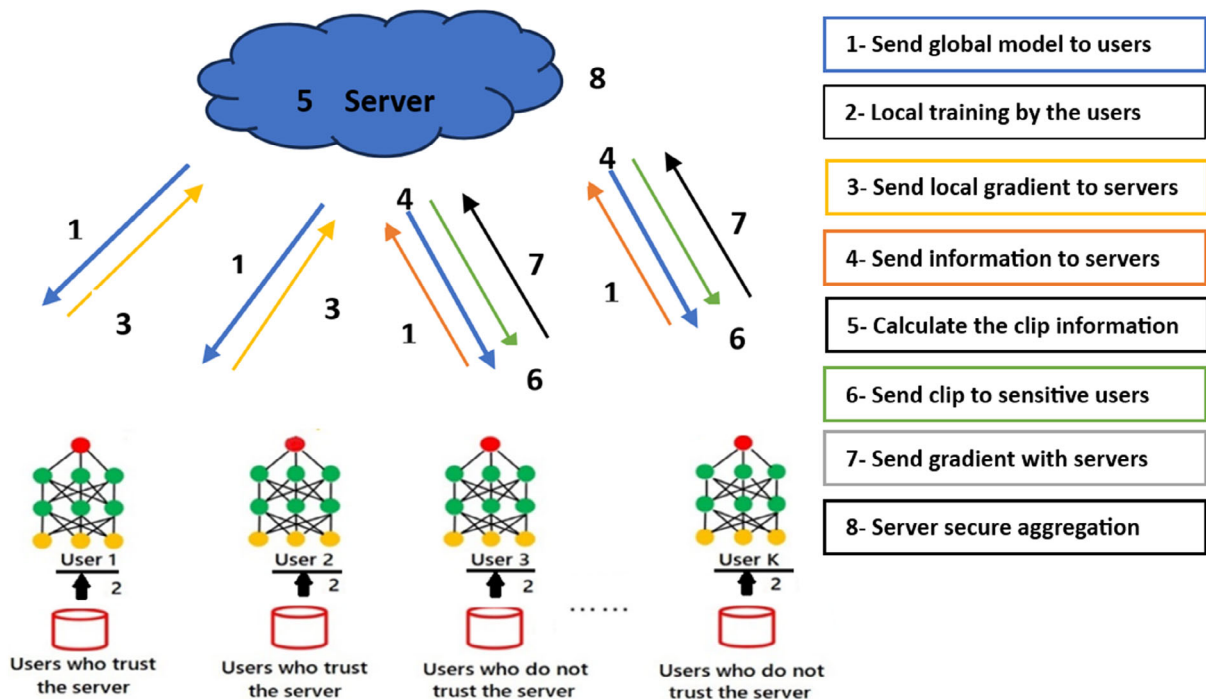 5 Server
8
1- Send global model to users
2- Local training by the users
3- Send local gradient to servers
4- Send information to servers
5- Calculate the clip information
6- Send clip to sensitive users
7- Send gradient with servers
8- Server secure aggregation
1
3
1
3
4
7
1
6
4
7
1
6
User 1
2
User 2
2
User 3
2
......
User K
2
Users who trust
the server
Users who trust
the server
Users who do not
trust the server
Users who do not
trust the server